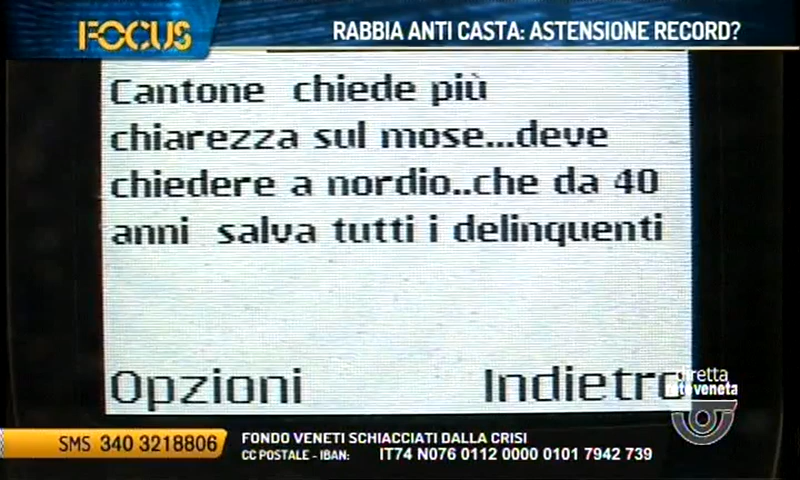 FOCUS
RABBIA ANTI CASTA: ASTENSIONE RECORD?
Cantone chiede più
chiarezza sul mose...deve
chiedere a nordio..che da 40
anni salva tutti i delinquenti
Opzioni
Indietro
diretta
reteveneta
SMS 340 3218806
FONDO VENETI SCHIACCIATI DALLA CRISI
CC POSTALE - IBAN: IT74 N076 0112 0000 0101 7942 739